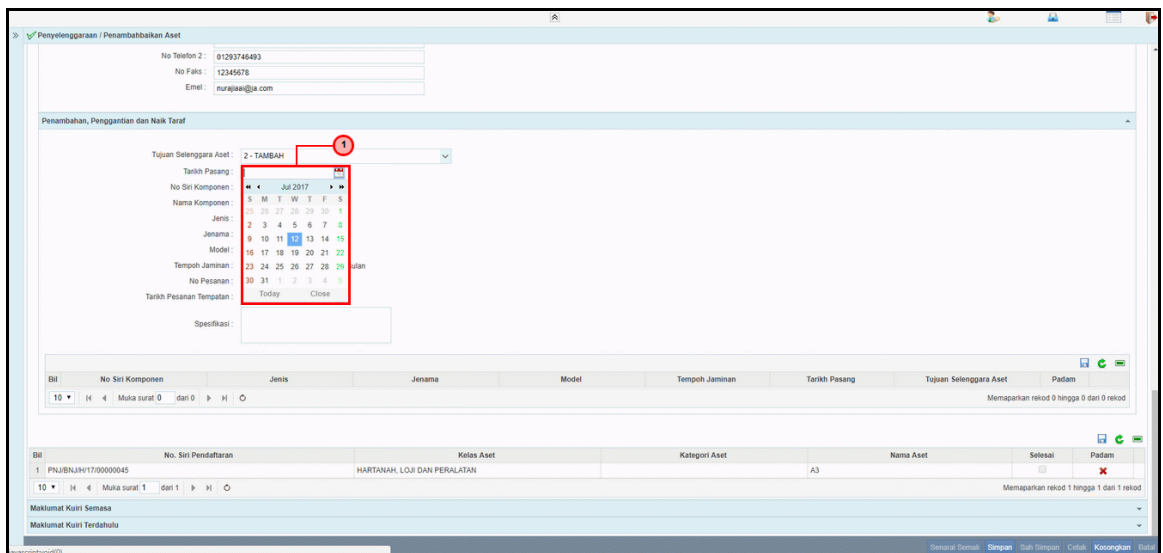 Penyelenggaraan / Penambahbaikan Aset
No Telefon 2 : 01293746493
No Faks : 12345678
Emel : nurajiaai@ja.com
Penambahan, Penggantian dan Naik Taraf
1
Tujuan Selenggara Aset : 2 - TAMBAH
Tarikh Pasang :
No Siri Komponen : Jul 2017
Nama Komponen : S M T W T F S
25 26 27 28 29 30 1
Jenis : 2 3 4 5 6 7 8
Jenama : 9 10 11 12 13 14 15
Model : 16 17 18 19 20 21 22
Tempoh Jaminan : 23 24 25 26 27 28 29 ulan
No Pesanan : 30 31 1 2 3 4 5
Tarikh Pesanan Tempatan : Today Close
Spesifikasi :
Bil No Siri Komponen Jenis Jenama Model Tempoh Jaminan Tarikh Pasang Tujuan Selenggara Aset Padam
10 Muka surat 0 dari 0 Memaparkan rekod 0 hingga 0 dari 0 rekod
Bil No. Siri Pendaftaran Kelas Aset Kategori Aset Nama Aset Selesai Padam
1 PNJ/BNJ/H/17/00000045 HARTANAH, LOJI DAN PERALATAN A3
10 Muka surat 1 dari 1 Memaparkan rekod 1 hingga 1 dari 1 rekod
Maklumat Kuiri Semasa
Maklumat Kuiri Terdahulu
Senarai Semak Simpan Sah Simpan Cetak Kosongkan Batal